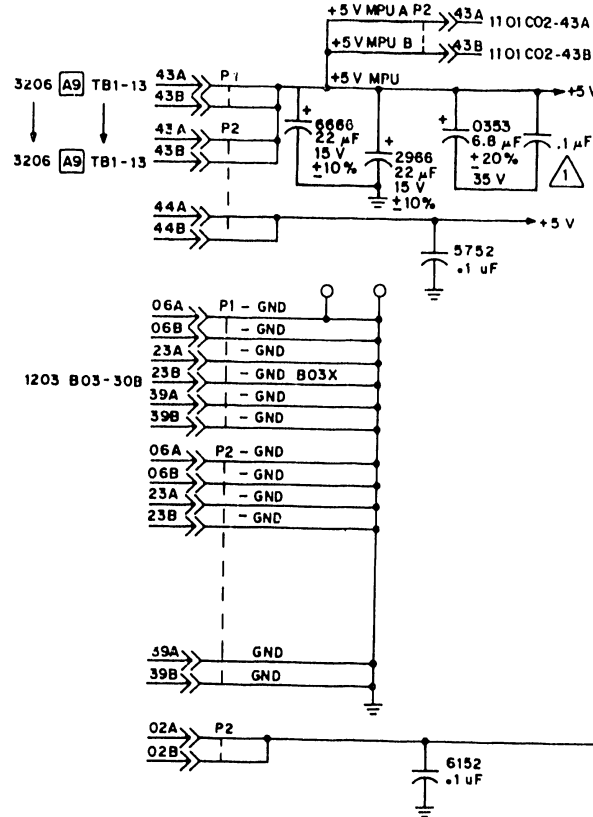 +5 V MPU A P2 43A 1101 C02-43A
+5 V MPU B 43B 1101 C02-43B
3206 A9 TB1-13 43A P1 +5 V MPU +5 V
43B
43A P2
3206 A9 TB1-13 43B
6666
22 µF
15 V
±10%
2966
22 µF
15 V
±10%
0353
6.8 µF
±20%
35 V
.1 µF
1
44A +5 V
44B
5752
.1 uF
06A P1 - GND
06B - GND
23A - GND
1203 B03-30B 23B - GND B03X
39A - GND
39B - GND
06A P2 - GND
06B - GND
23A - GND
23B - GND
39A GND
39B GND
02A P2
02B
6152
.1 uF